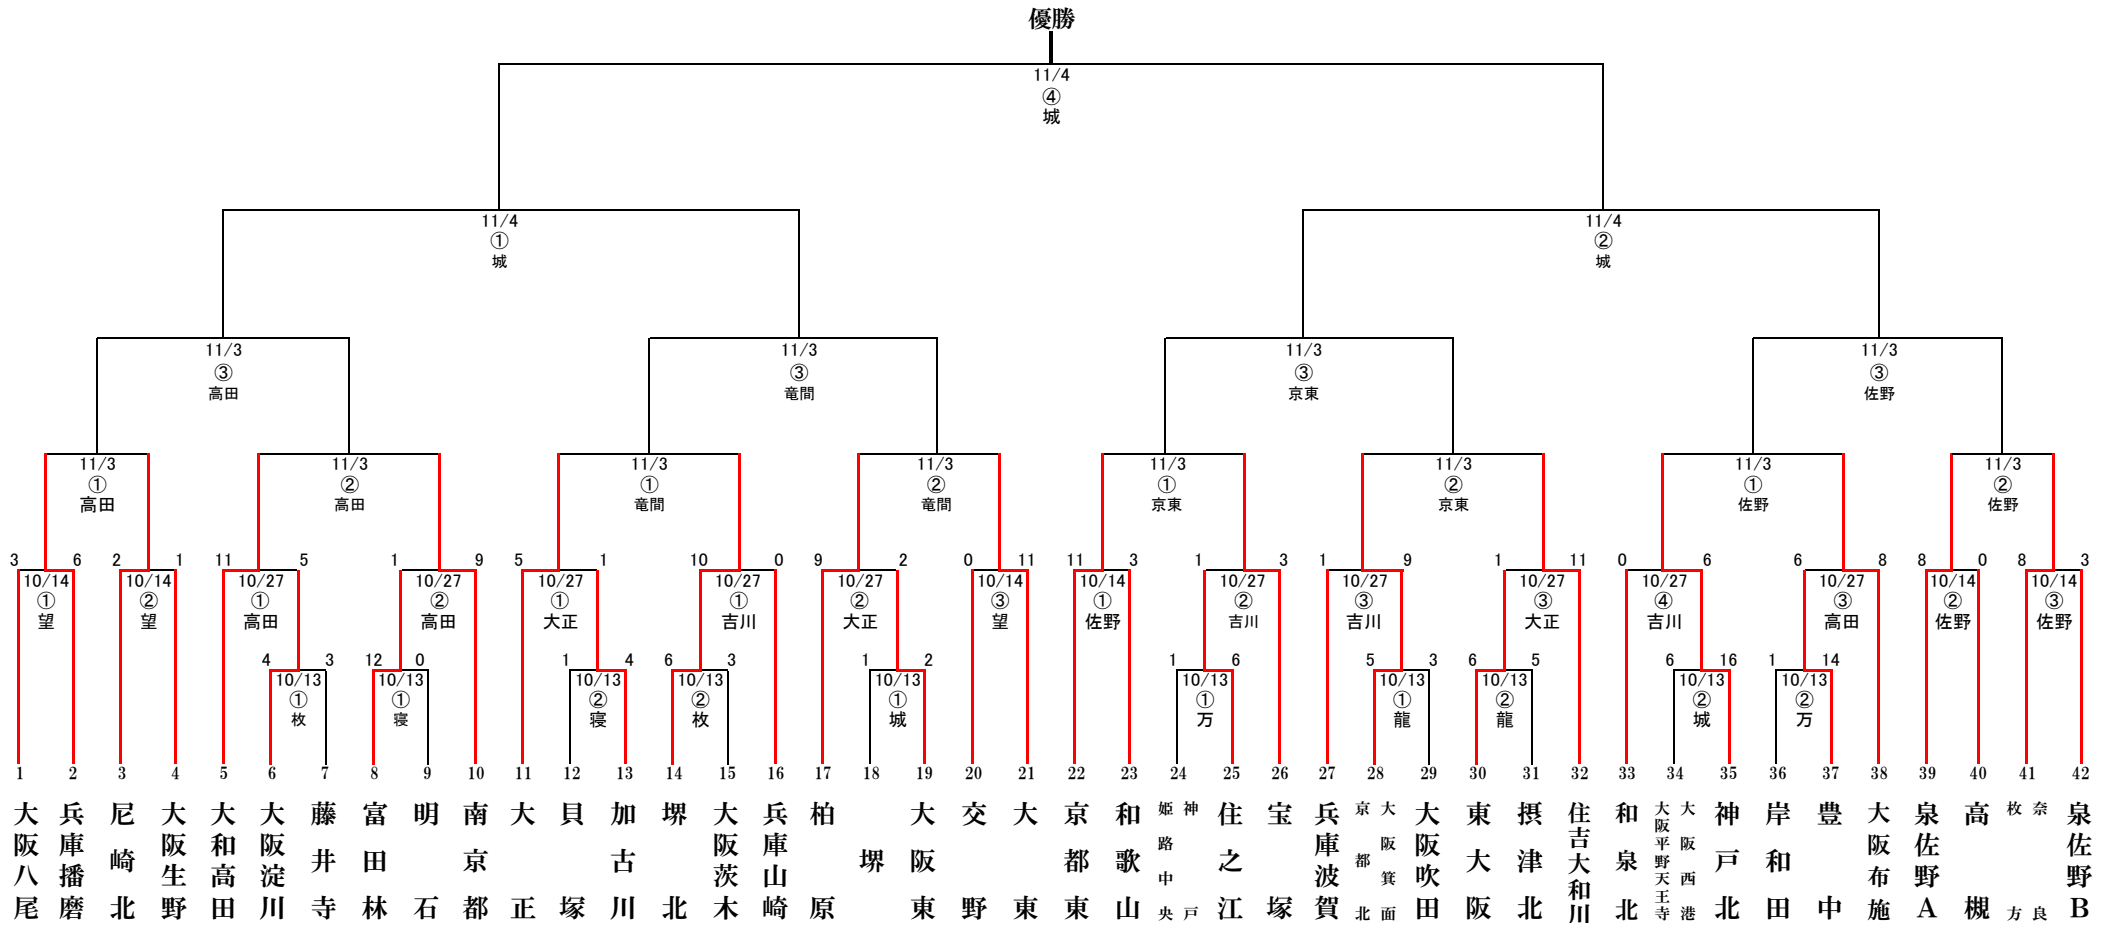 優勝
11/4
④
城
11/4 11/4
① ②
城 城
11/3 11/3 11/3 11/3
③ ③ ③ ③
高田 竜間 京東 佐野
11/3 11/3 11/3 11/3 11/3 11/3 11/3 11/3
① ② ① ② ① ② ① ②
高田 高田 竜間 竜間 京東 京東 佐野 佐野
3 6 2 1 11 5 1 9 5 1 10 0 9 2 0 11 11 3 1 3 1 9 1 11 0 6 6 8 8 0 8 3
10/14 10/14 10/27 10/27 10/27 10/27 10/27 10/14 10/14 10/27 10/27 10/27 10/27 10/27 10/14 10/14
① ② ① ② ① ① ② ③ ① ② ③ ③ ④ ③ ② ③
望 望 高田 高田 大正 吉川 大正 望 佐野 吉川 吉川 大正 吉川 高田 佐野 佐野
4 3 12 0 1 4 6 3 1 2 1 6 5 3 6 5 6 16 1 14
10/13 10/13 10/13 10/13 10/13 10/13 10/13 10/13 10/13 10/13
① ① ② ② ① ① ① ② ② ②
枚 寝 寝 枚 城 万 龍 龍 城 万
1 2 3 4 5 6 7 8 9 10 11 12 13 14 15 16 17 18 19 20 21 22 23 24 25 26 27 28 29 30 31 32 33 34 35 36 37 38 39 40 41 42
大阪八尾
兵庫播磨
尼崎北
大阪生野
大和高田
大阪淀川
藤井寺
富田林
明石
南京都
大正
貝塚
加古川
堺北
大阪茨木
兵庫山崎
柏原
堺
大阪東
交野
大東
京都東
和歌山
姫路中央
神戸
住之江
宝塚
兵庫波賀
京都北
大阪箕面
大阪吹田
東大阪
摂津北
住吉大和川
和泉北
大阪平野天王寺
大阪西港
神戸北
岸和田
豊中
大阪布施
泉佐野A
高槻
枚方
奈良
泉佐野B